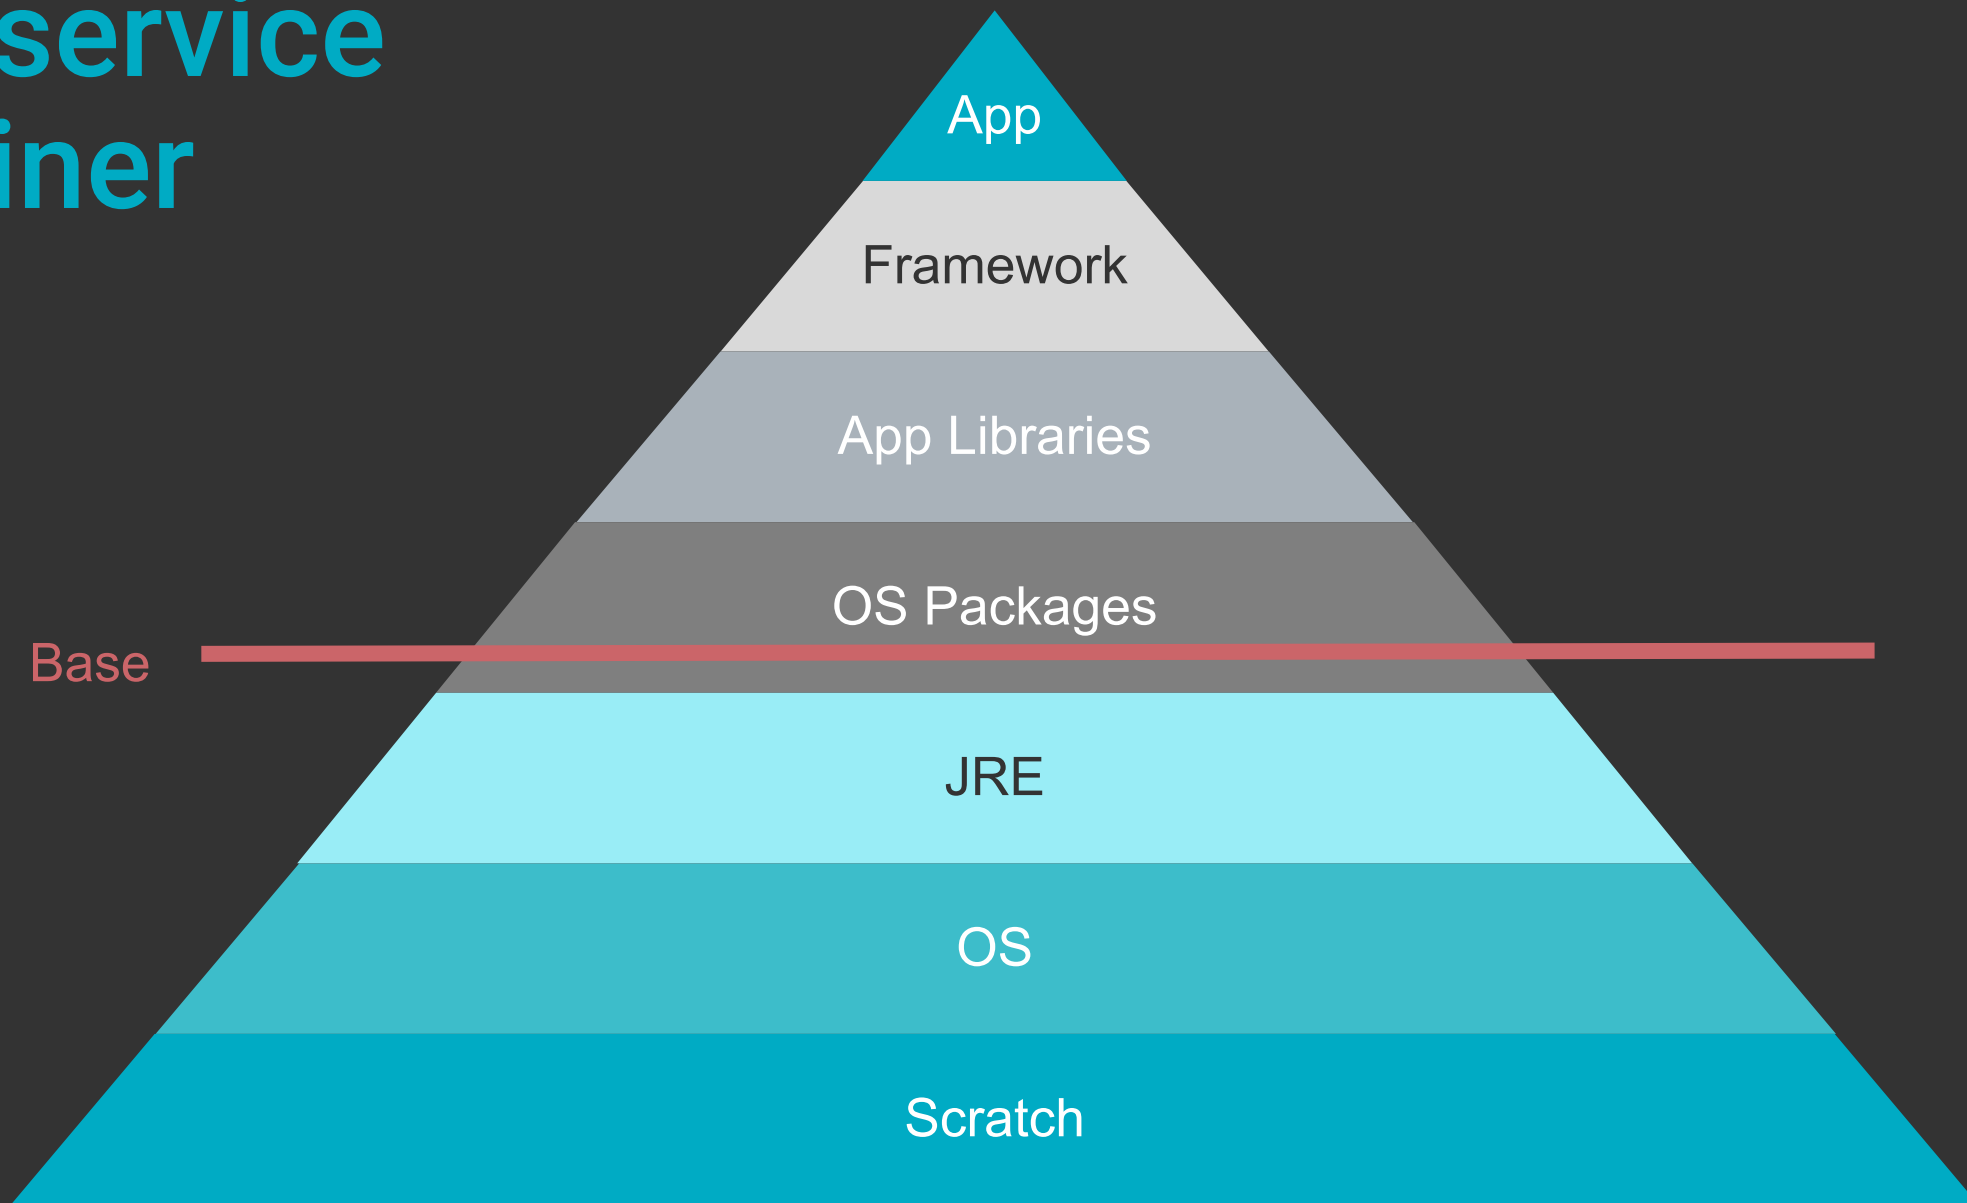 service
iner
App
Framework
App Libraries
OS Packages
Base
JRE
OS
Scratch